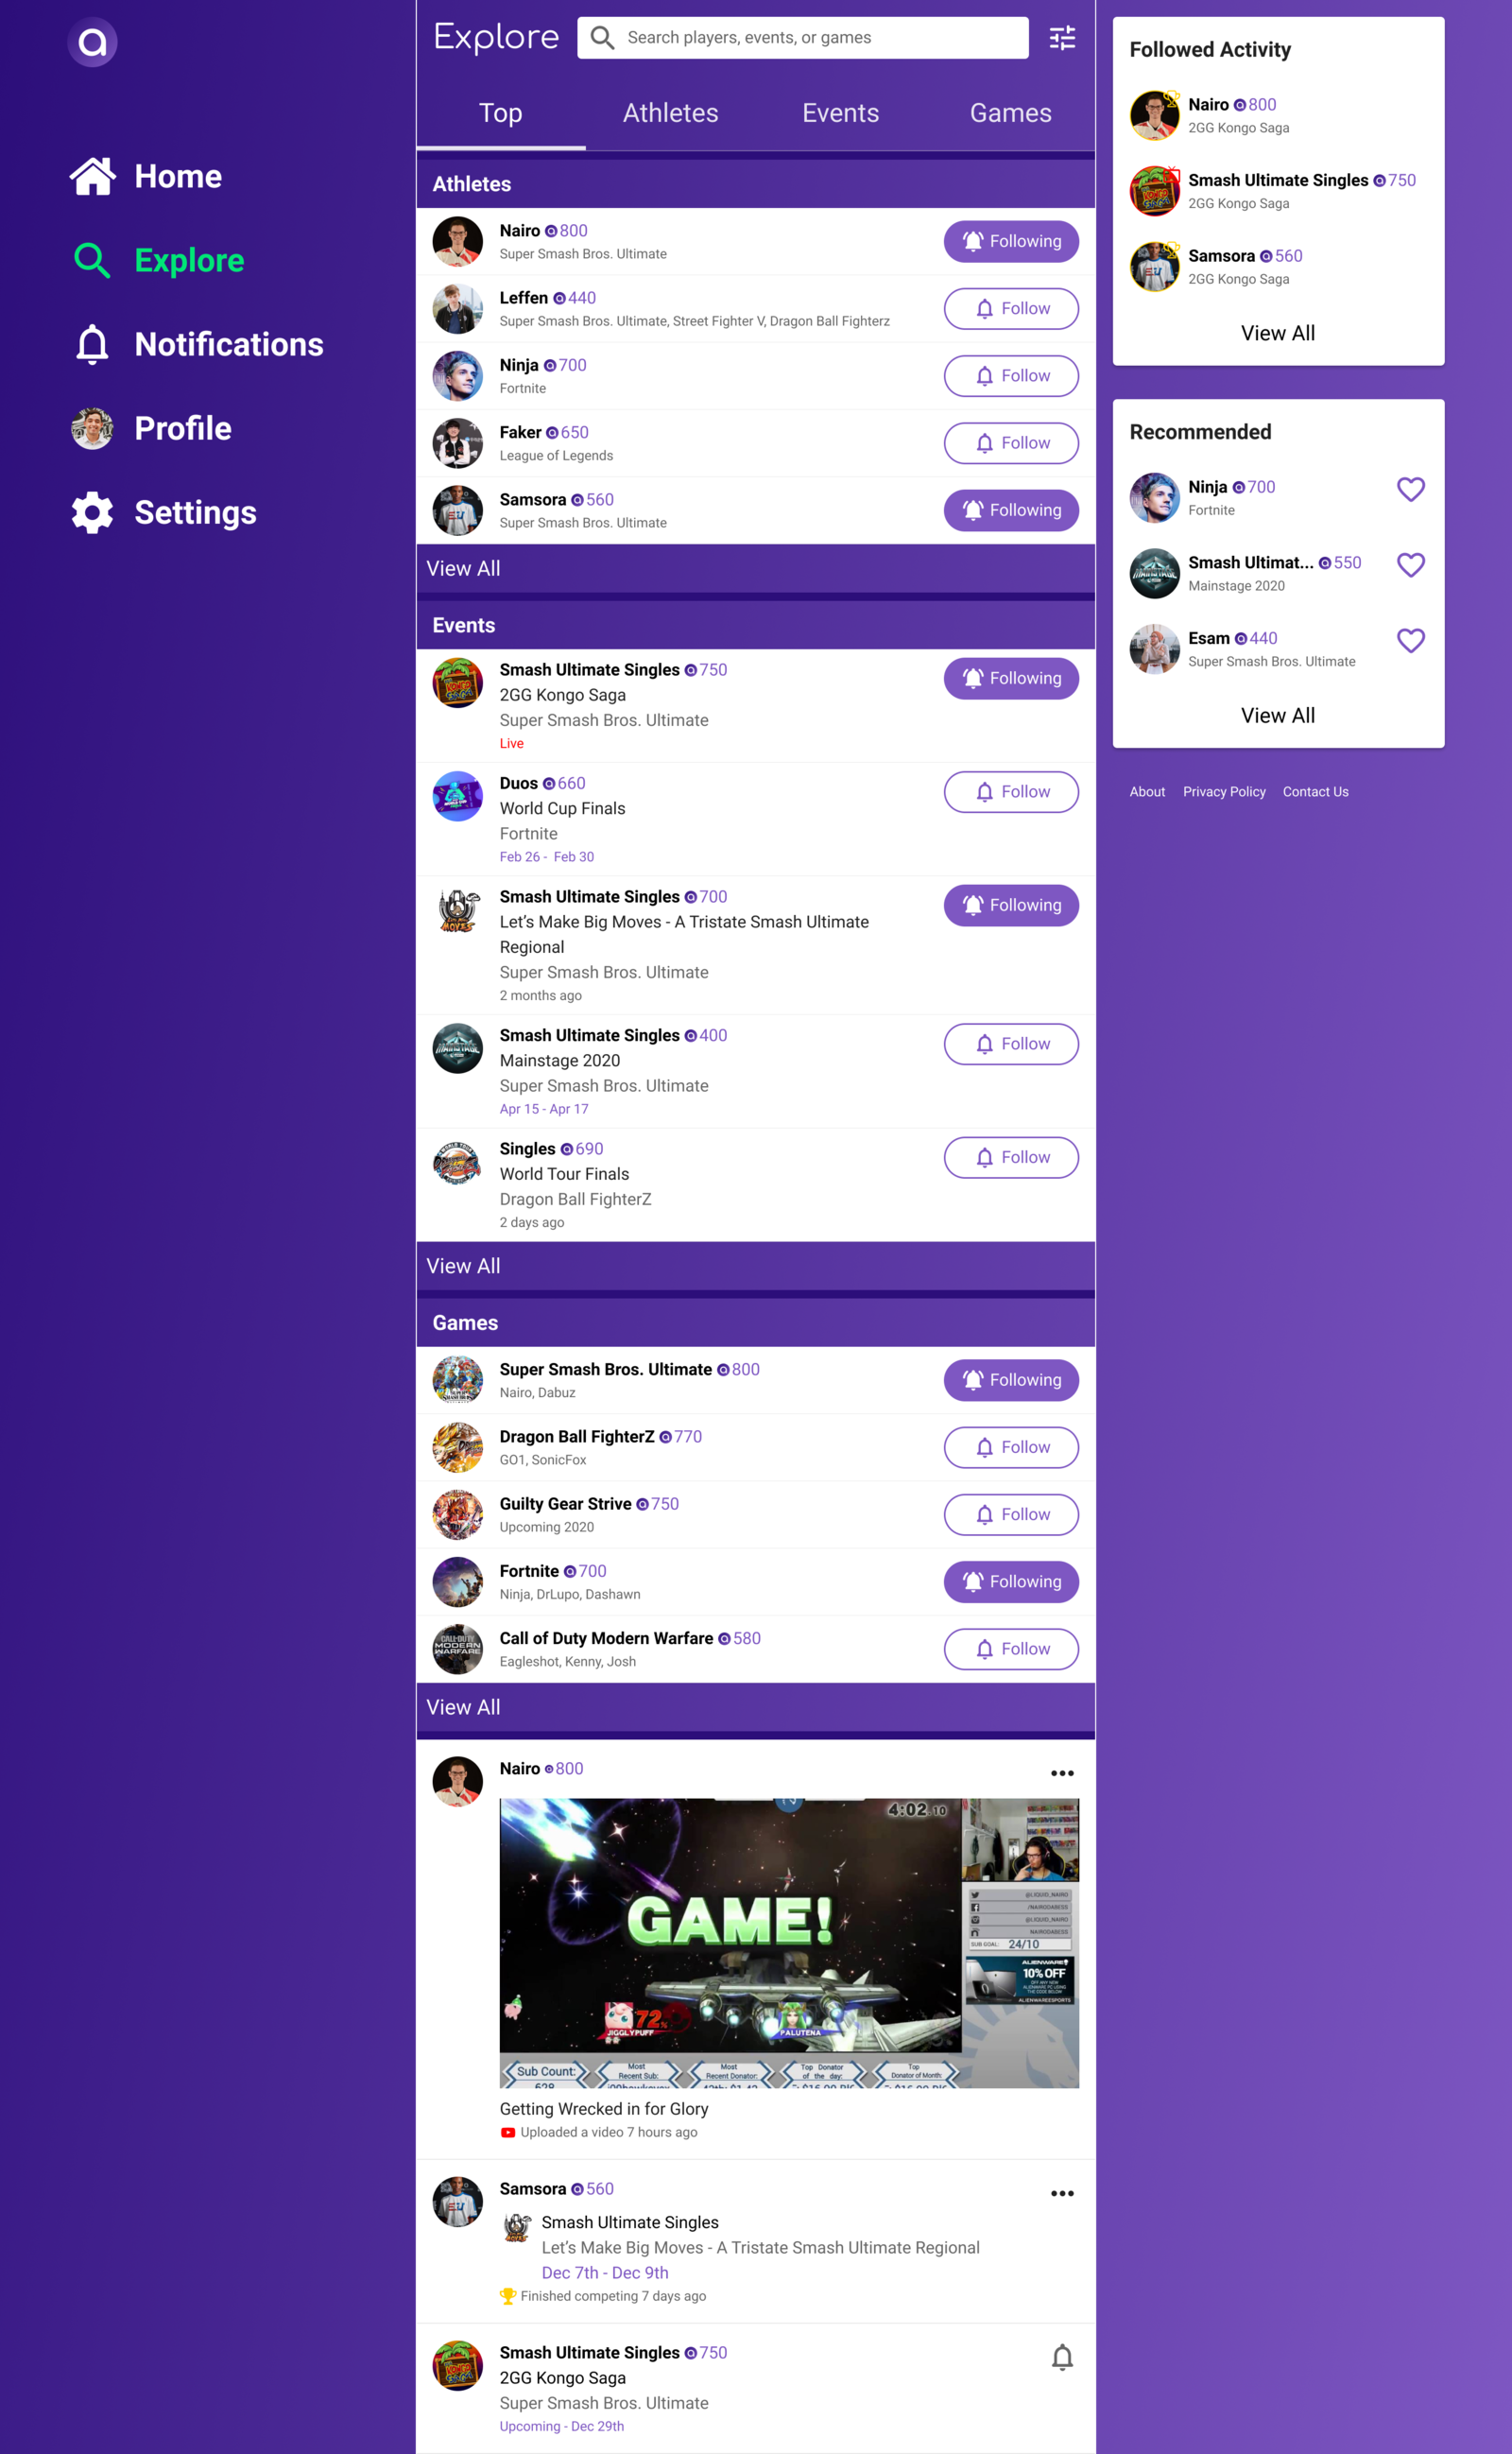 a
Home
Explore
Notifications
Profile
Settings
Explore
Search players, events, or games
Top
Athletes
Events
Games
Athletes
Nairo 800
Super Smash Bros. Ultimate
Following
Leffen 440
Super Smash Bros. Ultimate, Street Fighter V, Dragon Ball Fighterz
Follow
Ninja 700
Fortnite
Follow
Faker 650
League of Legends
Follow
Samsora 560
Super Smash Bros. Ultimate
Following
View All
Events
Smash Ultimate Singles 750
2GG Kongo Saga
Super Smash Bros. Ultimate
Live
Following
Duos 660
World Cup Finals
Fortnite
Feb 26 - Feb 30
Follow
Smash Ultimate Singles 700
Let's Make Big Moves - A Tristate Smash Ultimate
Regional
Super Smash Bros. Ultimate
2 months ago
Following
Smash Ultimate Singles 400
Mainstage 2020
Super Smash Bros. Ultimate
Apr 15 - Apr 17
Follow
Singles 690
World Tour Finals
Dragon Ball FighterZ
2 days ago
Follow
View All
Games
Super Smash Bros. Ultimate 800
Nairo, Dabuz
Following
Dragon Ball FighterZ 770
GO1, SonicFox
Follow
Guilty Gear Strive 750
Upcoming 2020
Follow
Fortnite 700
Ninja, DrLupo, Dashawn
Following
Call of Duty Modern Warfare 580
Eagleshot, Kenny, Josh
Follow
View All
Nairo 800
4:02.10
GAME!
72%
JIGGLYPUFF
PALUTENA
@LIQUID_NAIRO
/NAIRODABESS
@LIQUID_NAIRO
NAIRODABESS
SUB GOAL: 24/10
ALIENWARE
10% OFF
ALIENWAREESPORTS
Sub Count:
628
Most
Recent Sub:
Most
Recent Donator:
Top Donator
of the day:
Top
Donator of Month:
Getting Wrecked in for Glory
Uploaded a video 7 hours ago
Samsora 560
Smash Ultimate Singles
Let's Make Big Moves - A Tristate Smash Ultimate Regional
Dec 7th - Dec 9th
Finished competing 7 days ago
Smash Ultimate Singles 750
2GG Kongo Saga
Super Smash Bros. Ultimate
Upcoming - Dec 29th
Followed Activity
Nairo 800
2GG Kongo Saga
Smash Ultimate Singles 750
2GG Kongo Saga
Samsora 560
2GG Kongo Saga
View All
Recommended
Ninja 700
Fortnite
Smash Ultimat... 550
Mainstage 2020
Esam 440
Super Smash Bros. Ultimate
View All
About
Privacy Policy
Contact Us